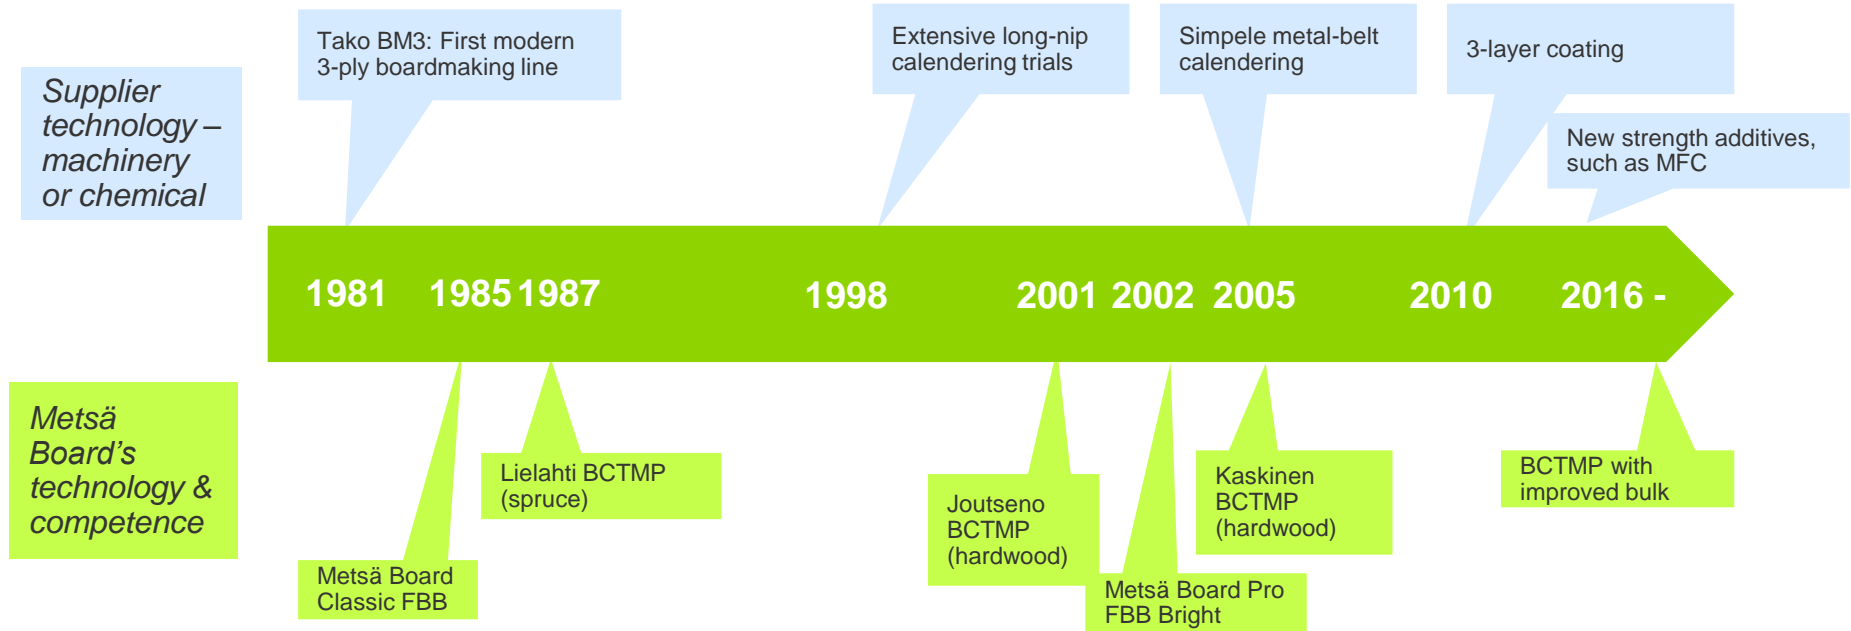 Supplier
technology –
machinery
or chemical
Tako BM3: First modern
3-ply boardmaking line
Extensive long-nip
calendering trials
Simpele metal-belt
calendering
3-layer coating
New strength additives,
such as MFC
1981
1985
1987
1998
2001
2002
2005
2010
2016 -
Metsä
Board’s
technology &
competence
Metsä Board
Classic FBB
Lielahti BCTMP
(spruce)
Joutseno
BCTMP
(hardwood)
Metsä Board Pro
FBB Bright
Kaskinen
BCTMP
(hardwood)
BCTMP with
improved bulk